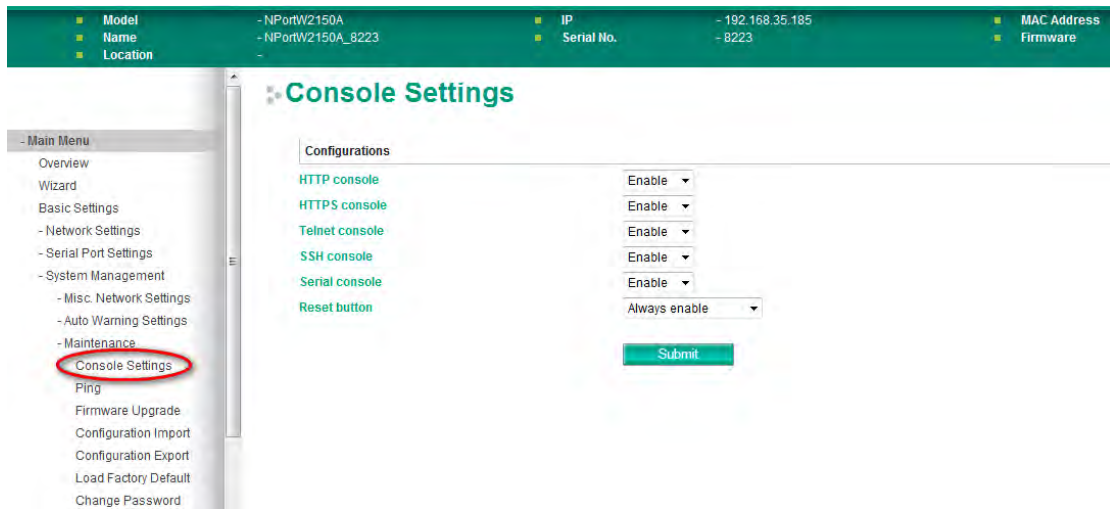 Model - NPortW2150A IP - 192.168.35.185 MAC Address
Name - NPortW2150A_8223 Serial No. - 8223 Firmware
Location -
Console Settings
- Main Menu
Overview
Wizard
Basic Settings
- Network Settings
- Serial Port Settings
- System Management
- Misc. Network Settings
- Auto Warning Settings
- Maintenance
Console Settings
Ping
Firmware Upgrade
Configuration Import
Configuration Export
Load Factory Default
Change Password
Configurations
HTTP console Enable
HTTPS console Enable
Telnet console Enable
SSH console Enable
Serial console Enable
Reset button Always enable
Submit